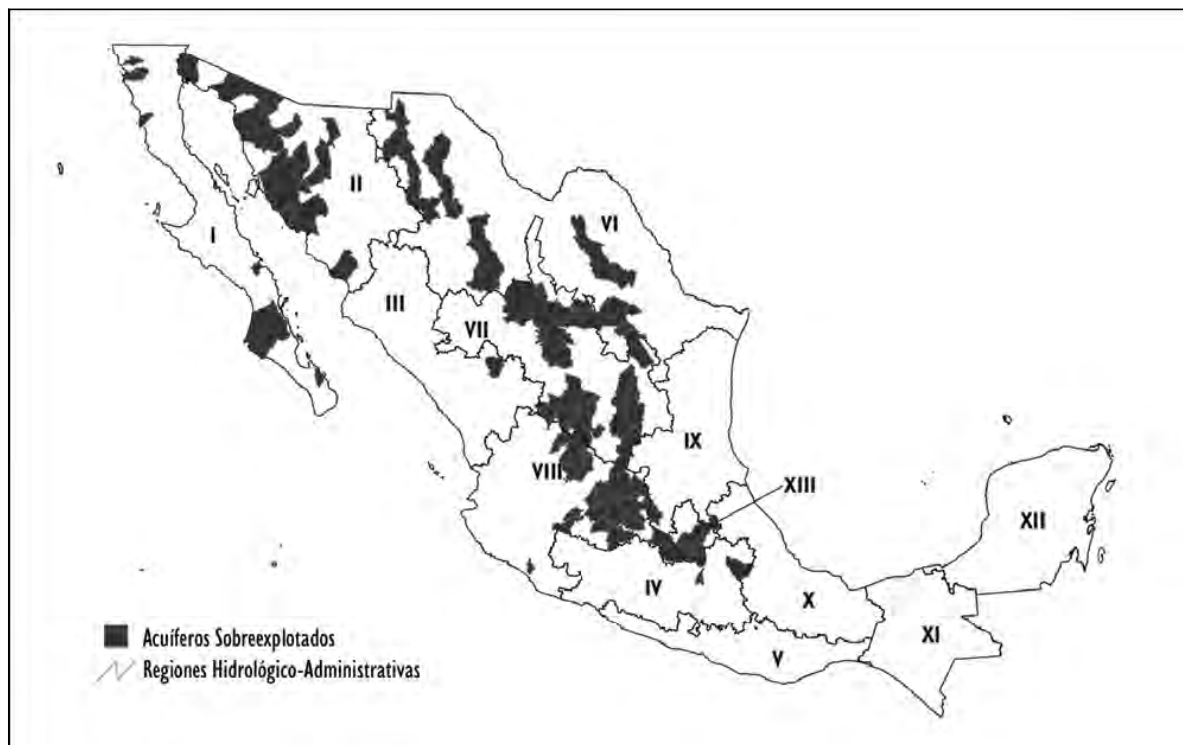 II
VI
I
III
VII
IX
VIII
XIII
XII
IV
X
XI
V
Acuíferos Sobreexplotados
Regiones Hidrológico-Administrativas